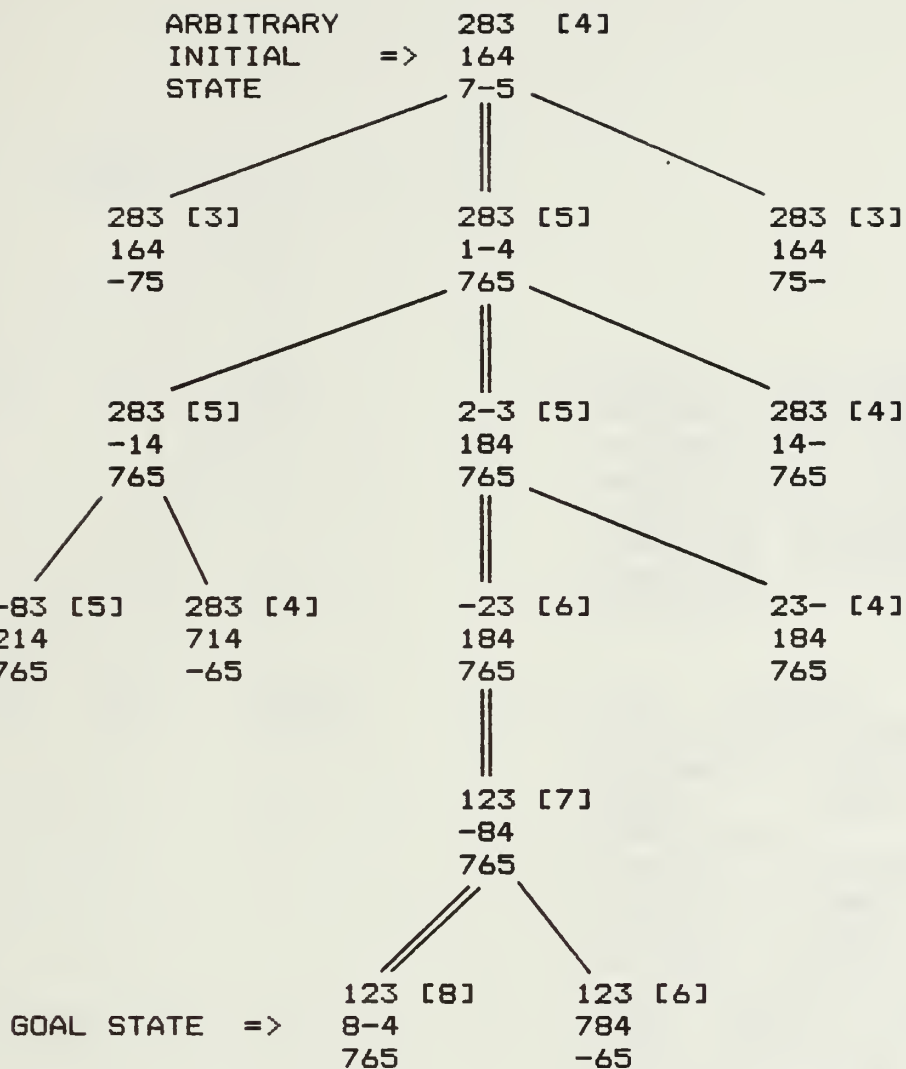 ARBITRARY 283 [4]
INITIAL => 164
STATE 7-5
283 [3] 283 [5] 283 [3]
164 1-4 164
-75 765 75-
283 [5] 2-3 [5] 283 [4]
-14 184 14-
765 765 765
-83 [5] 283 [4] -23 [6] 23- [4]
214 714 184 184
765 -65 765 765
123 [7]
-84
765
123 [8] 123 [6]
GOAL STATE => 8-4 784
765 -65